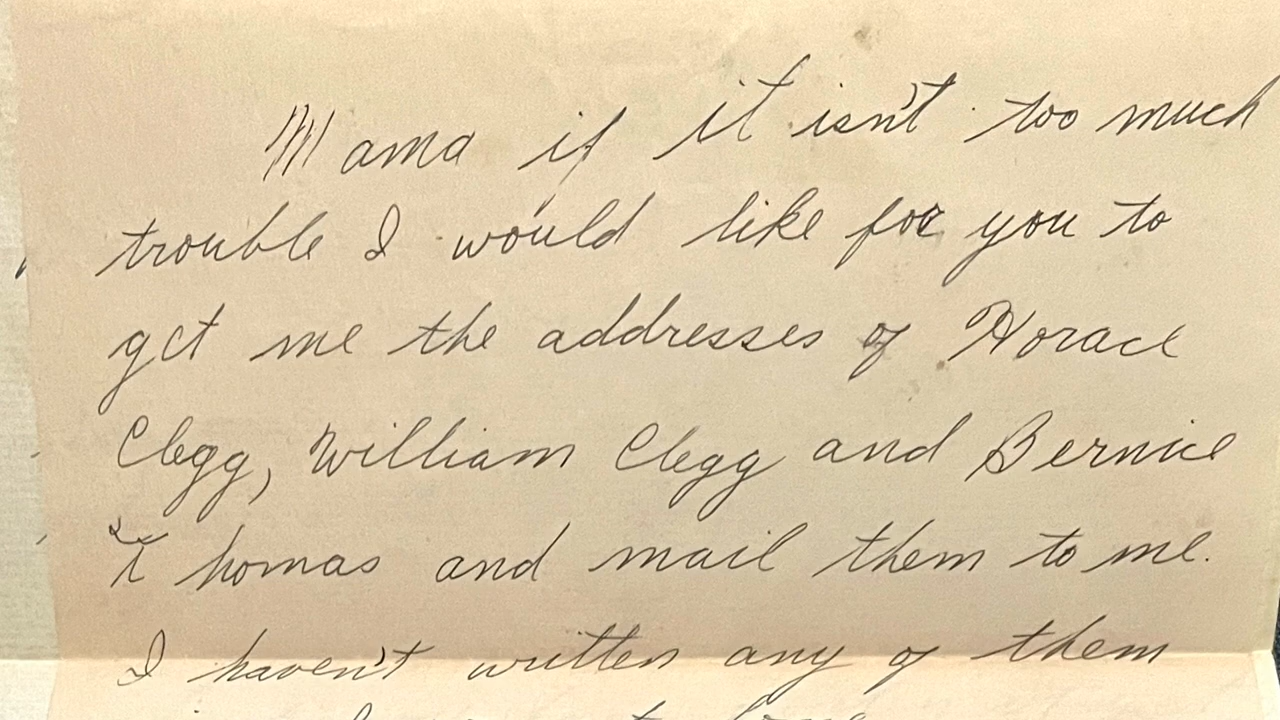 Mama if it isn't too much
trouble I would like for you to
get me the addresses of Horace
Clegg, William Clegg and Bernice
Thomas and mail them to me.
I haven't written any of them